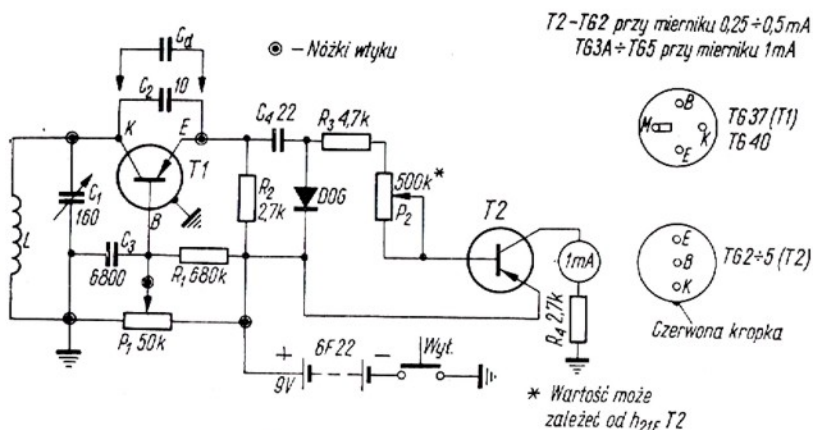 T2–TG2 przy mierniku 0,25÷0,5mA
TG3A÷TG5 przy mierniku 1mA
– Nóżki wtyku
Cd
C2 10
K
E
T1
B
C1 160
L
C3
6800
R1 680k
P1 50k
R2 2,7k
C4 22
R3 4,7k
DOG
500k*
P2
T2
1mA
R4 2,7k
+
6F22
–
9V
Wył.
B
M
K
E
TG37 (T1)
TG40
E
B
K
TG2÷5 (T2)
Czerwona kropka
* Wartość może
zależeć od h21E T2